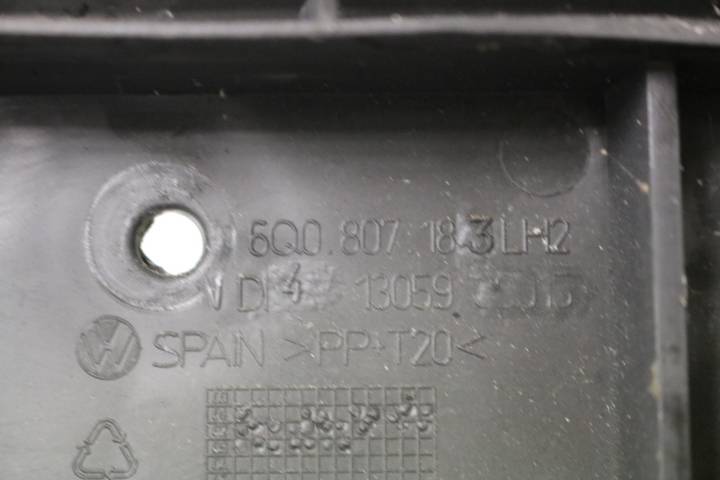 6Q0.807.183 LH2
13059
SPAIN >PP-T20<